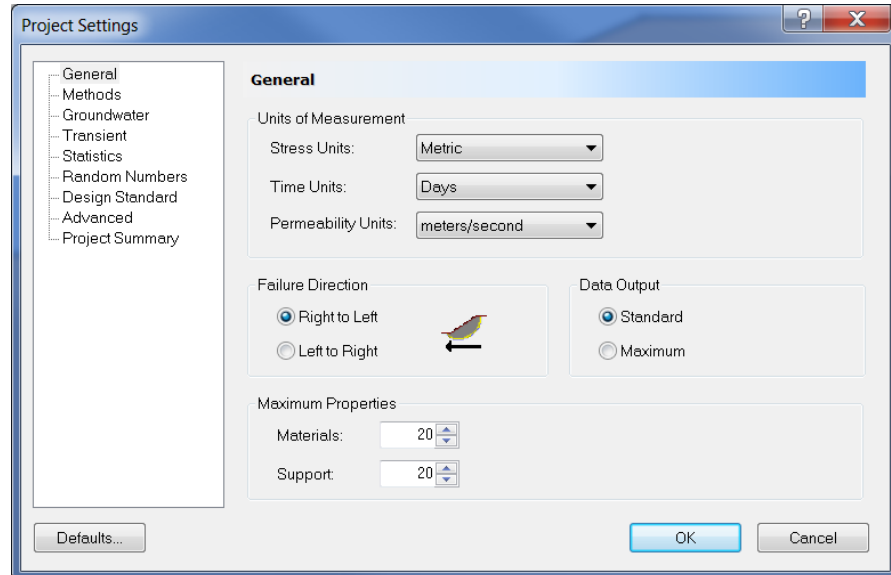 Project Settings
?
X
General
Methods
Groundwater
Transient
Statistics
Random Numbers
Design Standard
Advanced
Project Summary
General
Units of Measurement
Stress Units: Metric
Time Units: Days
Permeability Units: meters/second
Failure Direction
Right to Left
Left to Right
Data Output
Standard
Maximum
Maximum Properties
Materials: 20
Support: 20
Defaults...
OK
Cancel